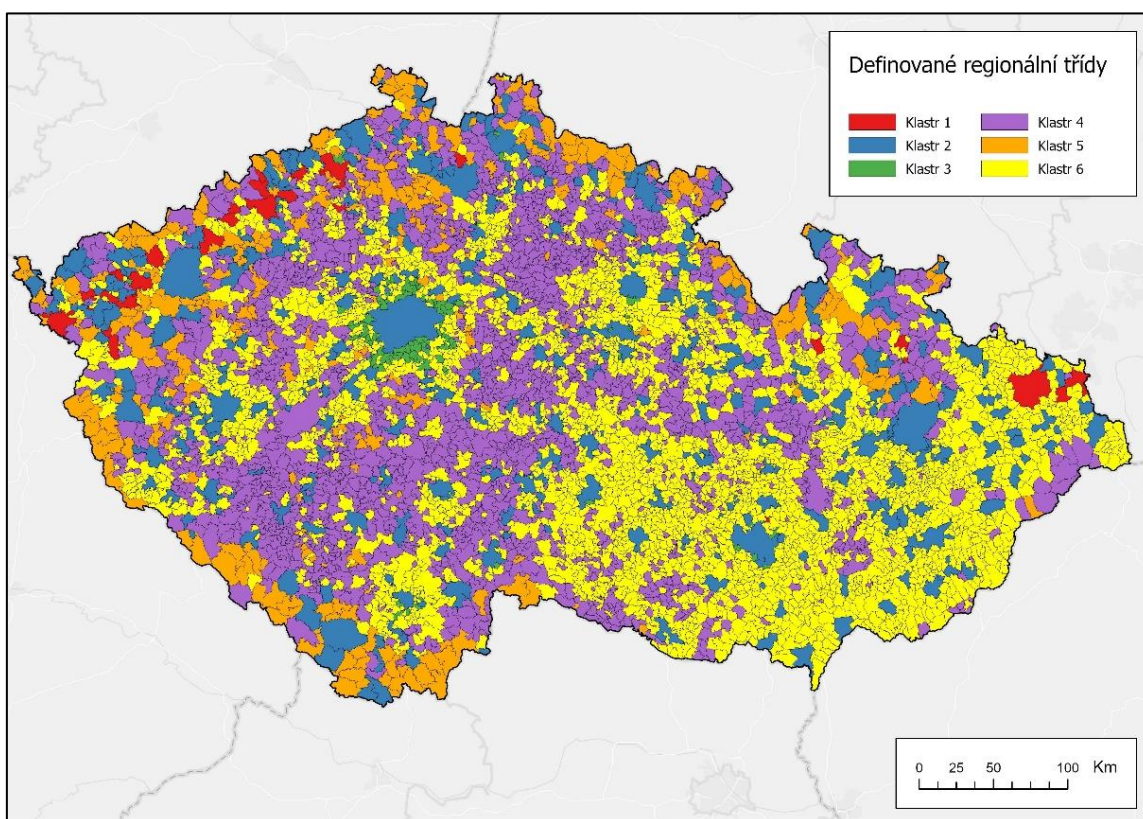 Definované regionální třídy
Klastr 1 Klastr 4
Klastr 2 Klastr 5
Klastr 3 Klastr 6
0 25 50 100 Km